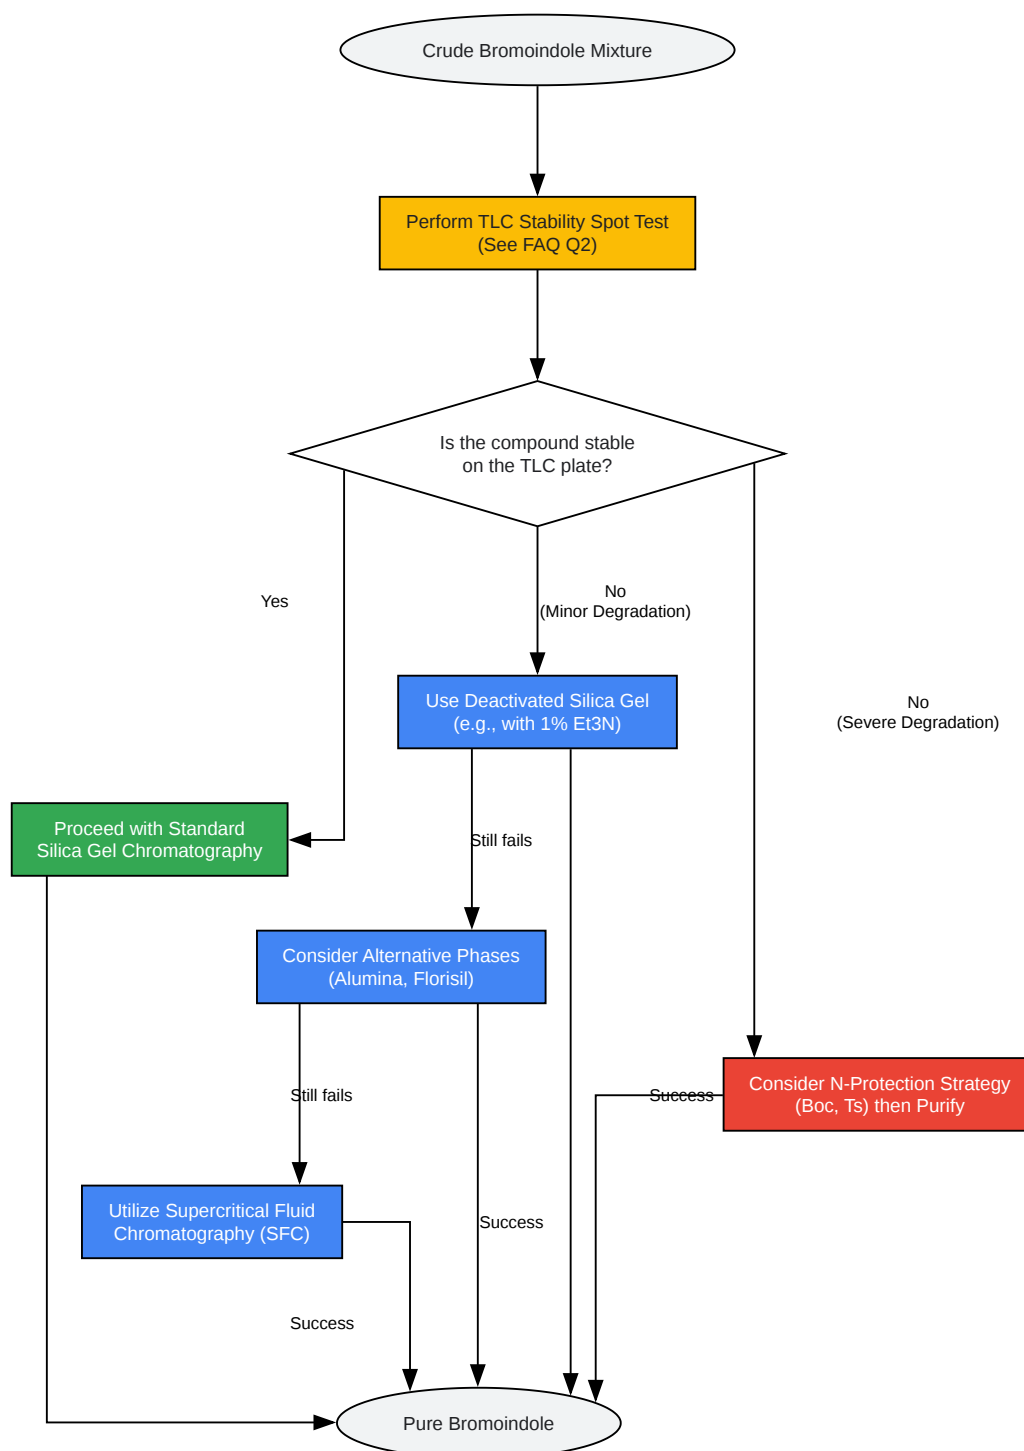 Crude Bromoindole Mixture
Perform TLC Stability Spot Test
(See FAQ Q2)
Is the compound stable
on the TLC plate?
Yes
No
(Minor Degradation)
No
(Severe Degradation)
Use Deactivated Silica Gel
(e.g., with 1% Et3N)
Proceed with Standard
Silica Gel Chromatography
Still fails
Consider Alternative Phases
(Alumina, Florisil)
Still fails
Success
Consider N-Protection Strategy
(Boc, Ts) then Purify
Utilize Supercritical Fluid
Chromatography (SFC)
Success
Success
Pure Bromoindole